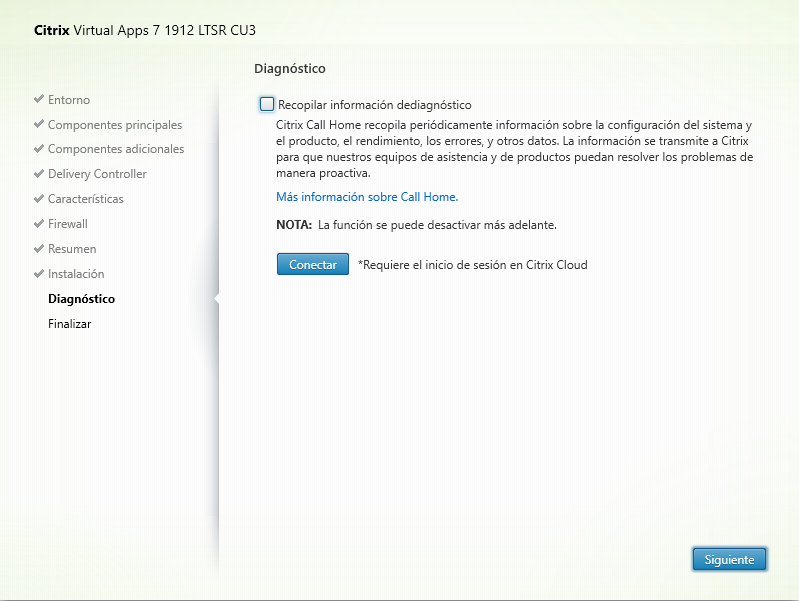 Citrix Virtual Apps 7 1912 LTSR CU3
Entorno
Componentes principales
Componentes adicionales
Delivery Controller
Características
Firewall
Resumen
Instalación
Diagnóstico
Finalizar
Diagnóstico
Recopilar información dediagnóstico
Citrix Call Home recopila periódicamente información sobre la configuración del sistema y
el producto, el rendimiento, los errores, y otros datos. La información se transmite a Citrix
para que nuestros equipos de asistencia y de productos puedan resolver los problemas de
manera proactiva.
Más información sobre Call Home.
NOTA: La función se puede desactivar más adelante.
Conectar *Requiere el inicio de sesión en Citrix Cloud
Siguiente